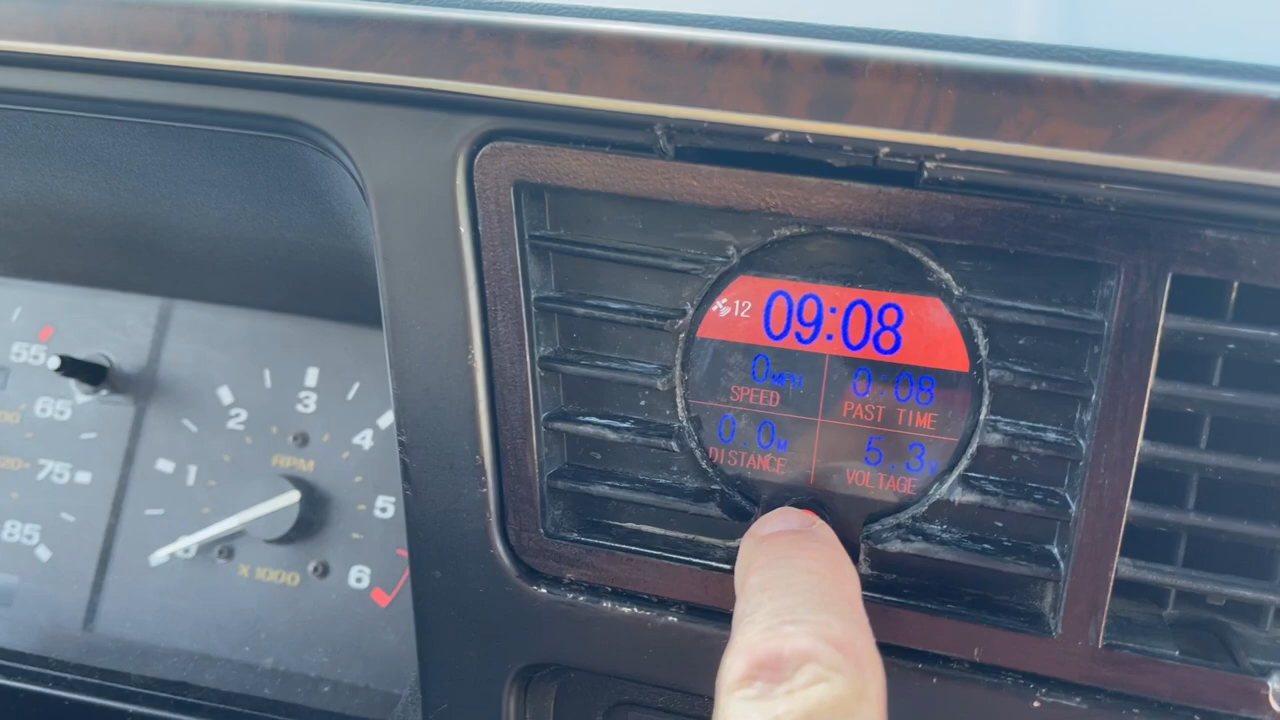 55
65
75
85
1
2
3
4
5
6
RPM
X 1000
12
09:08
0MPH
SPEED
0:08
PAST TIME
0.0M
DISTANCE
5.3V
VOLTAGE